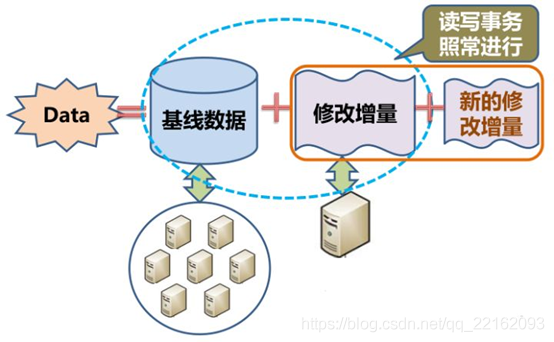 读写事务
照常进行
Data
基线数据
修改增量
新的修
改增量
https://blog.csdn.net/qq_22162093